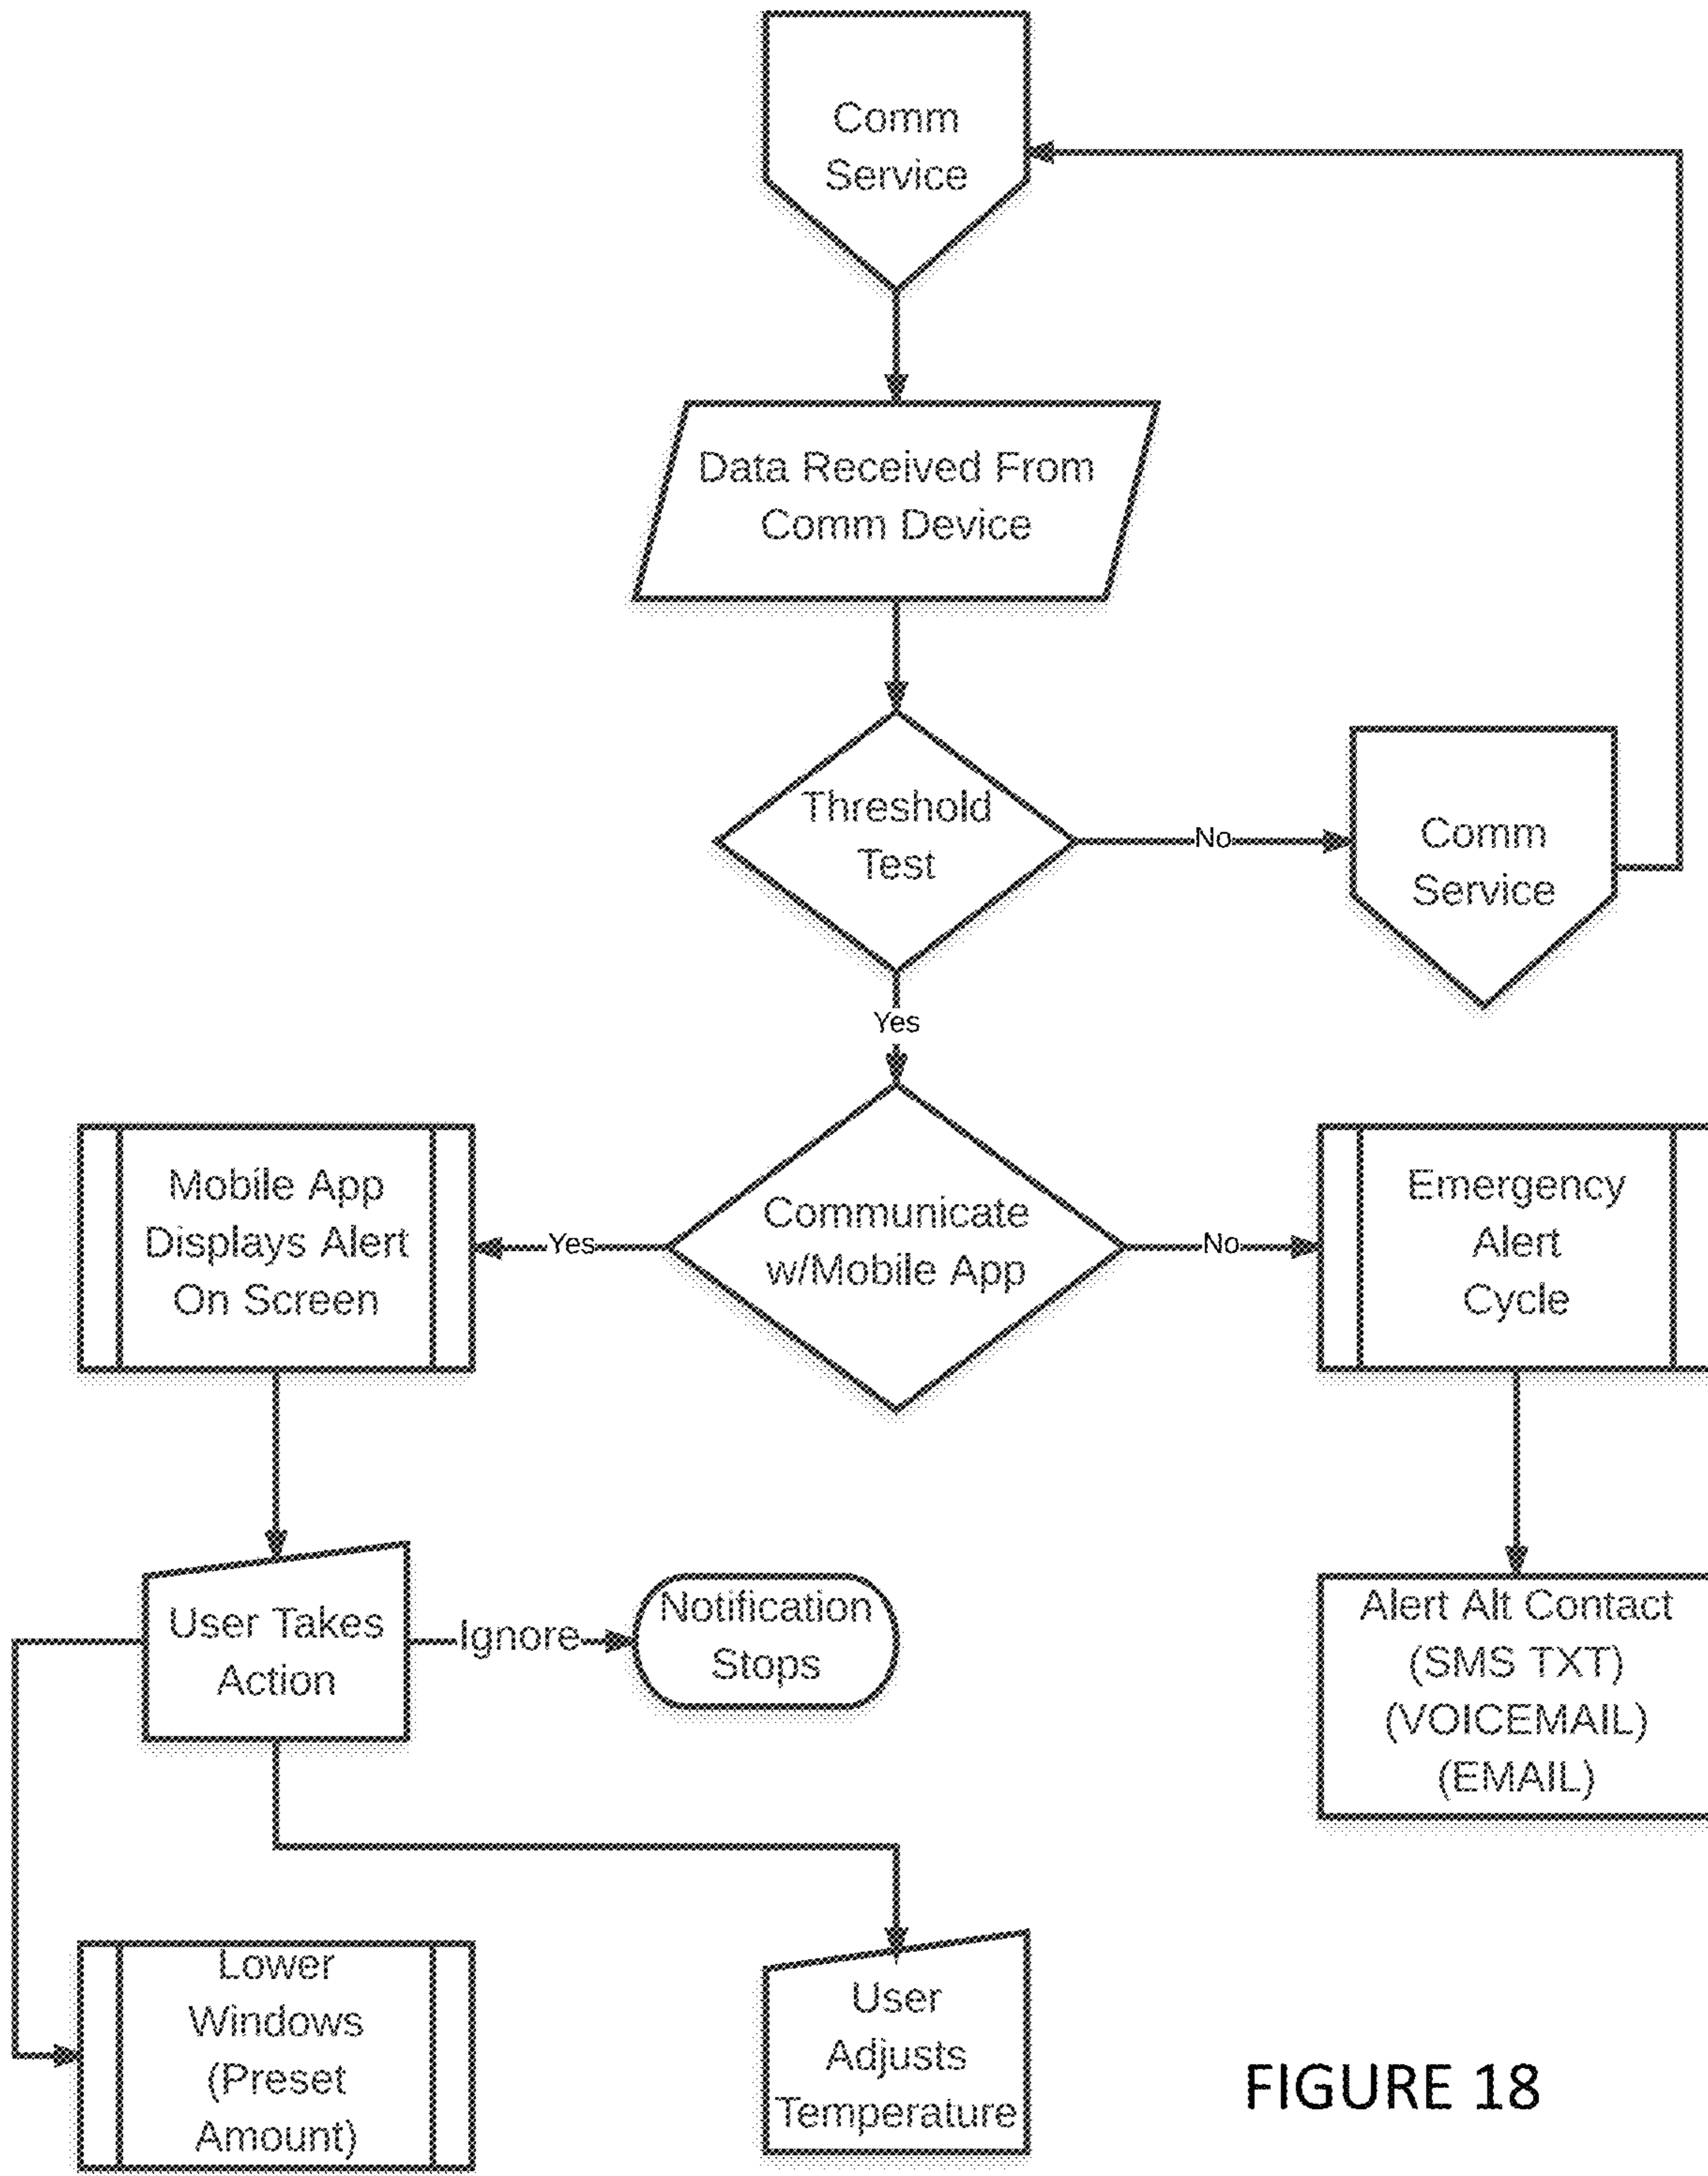 Comm
Service
Data Received From
Comm Device
Threshold
Test
No
Comm
Service
Yes
Mobile App
Displays Alert
On Screen
Yes
Communicate
w/Mobile App
No
Emergency
Alert
Cycle
User Takes
Action
Ignore
Notification
Stops
Alert Alt Contact
(SMS TXT)
(VOICEMAIL)
(EMAIL)
Lower
Windows
(Preset
Amount)
User
Adjusts
Temperature
FIGURE 18